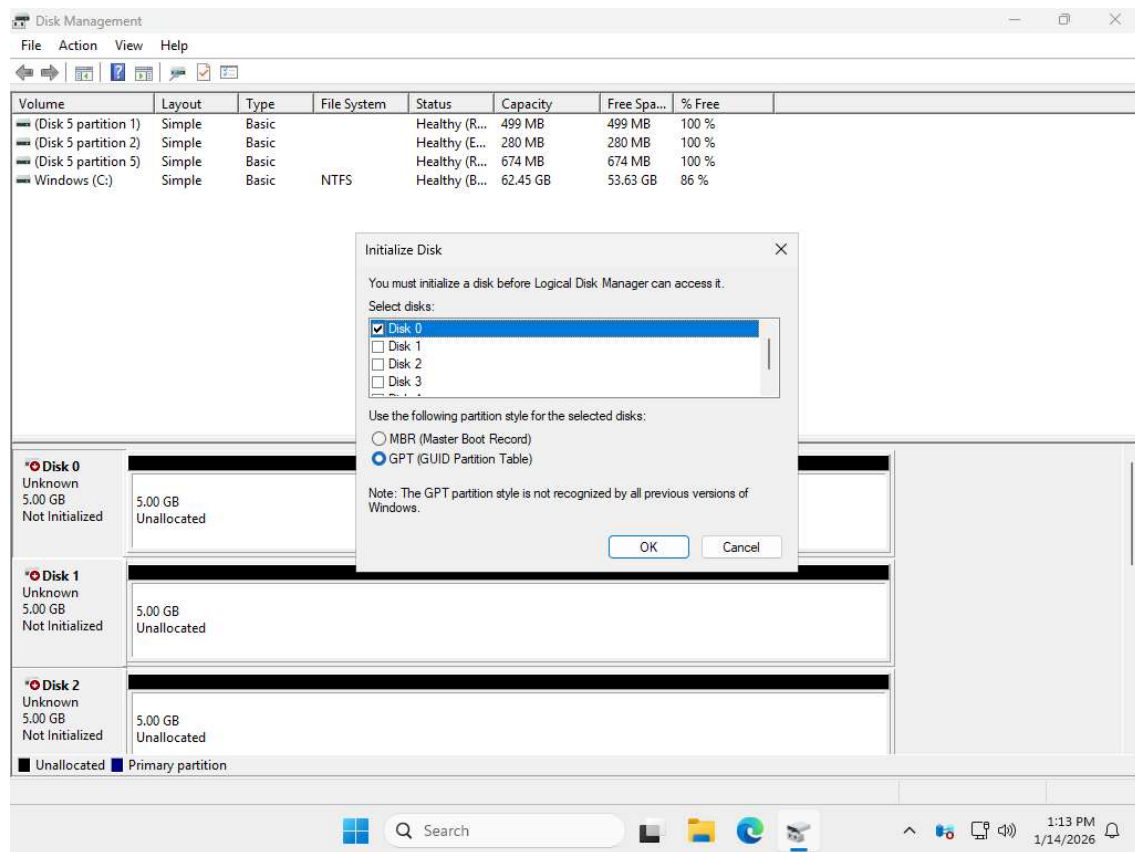 Disk Management
File Action View Help
Volume Layout Type File System Status Capacity Free Spa... % Free
(Disk 5 partition 1) Simple Basic Healthy (R... 499 MB 499 MB 100 %
(Disk 5 partition 2) Simple Basic Healthy (E... 280 MB 280 MB 100 %
(Disk 5 partition 5) Simple Basic Healthy (R... 674 MB 674 MB 100 %
Windows (C:) Simple Basic NTFS Healthy (B... 62.45 GB 53.63 GB 86 %
Initialize Disk
You must initialize a disk before Logical Disk Manager can access it.
Select disks:
Disk 0
Disk 1
Disk 2
Disk 3
Use the following partition style for the selected disks:
MBR (Master Boot Record)
GPT (GUID Partition Table)
Note: The GPT partition style is not recognized by all previous versions of
Windows.
OK Cancel
Disk 0
Unknown
5.00 GB
Not Initialized
5.00 GB
Unallocated
Disk 1
Unknown
5.00 GB
Not Initialized
5.00 GB
Unallocated
Disk 2
Unknown
5.00 GB
Not Initialized
5.00 GB
Unallocated
Unallocated Primary partition
Search
1:13 PM
1/14/2026